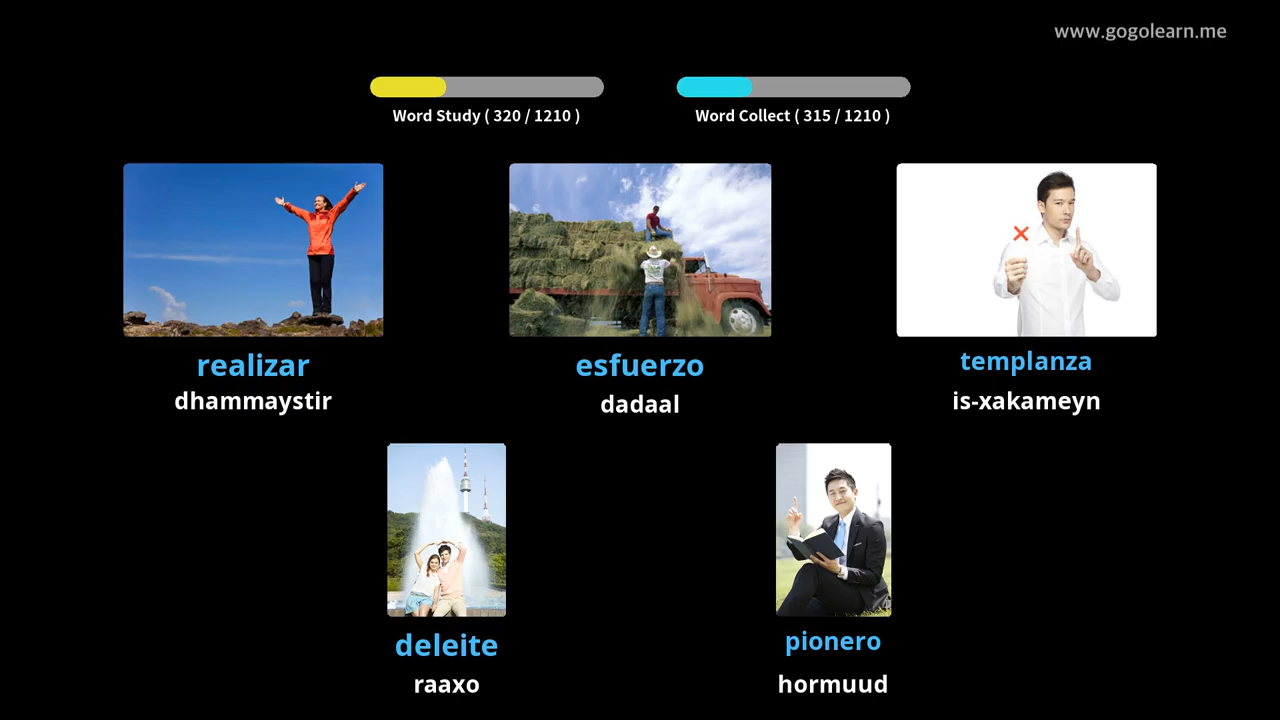 www.gogolearn.me
Word Study ( 320 / 1210 )
Word Collect ( 315 / 1210 )
realizar
dhammaystir
esfuerzo
dadaal
templanza
is-xakameyn
deleite
raaxo
pionero
hormuud